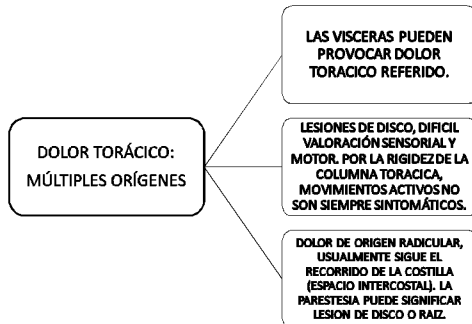 DOLOR TORÁCICO:
MÚLTIPLES ORÍGENES
LAS VISCERAS PUEDEN
PROVOCAR DOLOR
TORACICO REFERIDO.
LESIONES DE DISCO, DIFICIL
VALORACIÓN SENSORIAL Y
MOTOR. POR LA RIGIDEZ DE LA
COLUMNA TORACICA,
MOVIMIENTOS ACTIVOS NO
SON SIEMPRE SINTOMÁTICOS.
DOLOR DE ORIGEN RADICULAR,
USUALMENTE SIGUE EL
RECORRIDO DE LA COSTILLA
(ESPACIO INTERCOSTAL). LA
PARESTESIA PUEDE SIGNIFICAR
LESION DE DISCO O RAIZ.